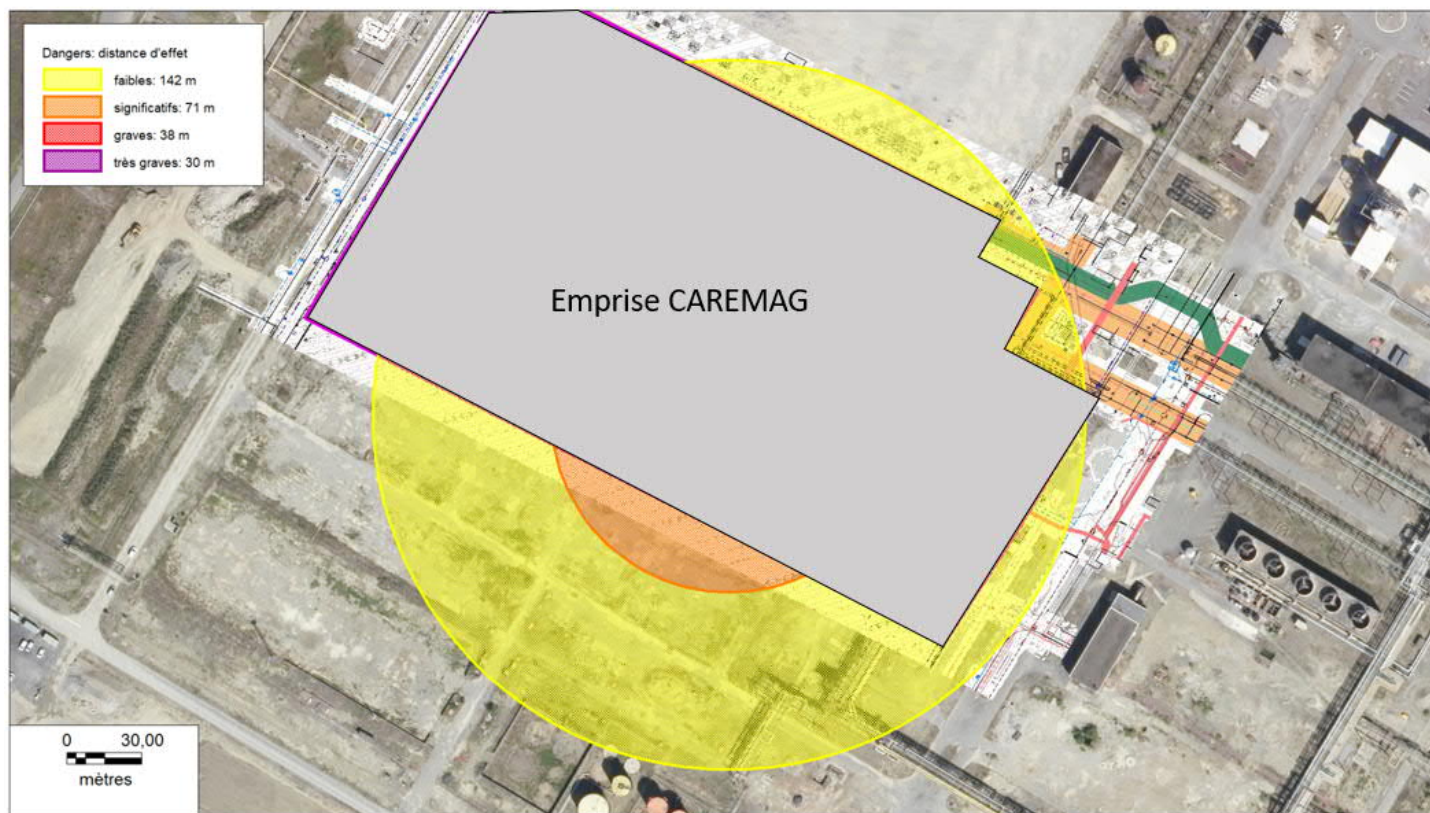 Dangers: distance d'effet
faibles: 142 m
significatifs: 71 m
graves: 38 m
très graves: 30 m
Emprise CAREMAG
0 30,00
mètres